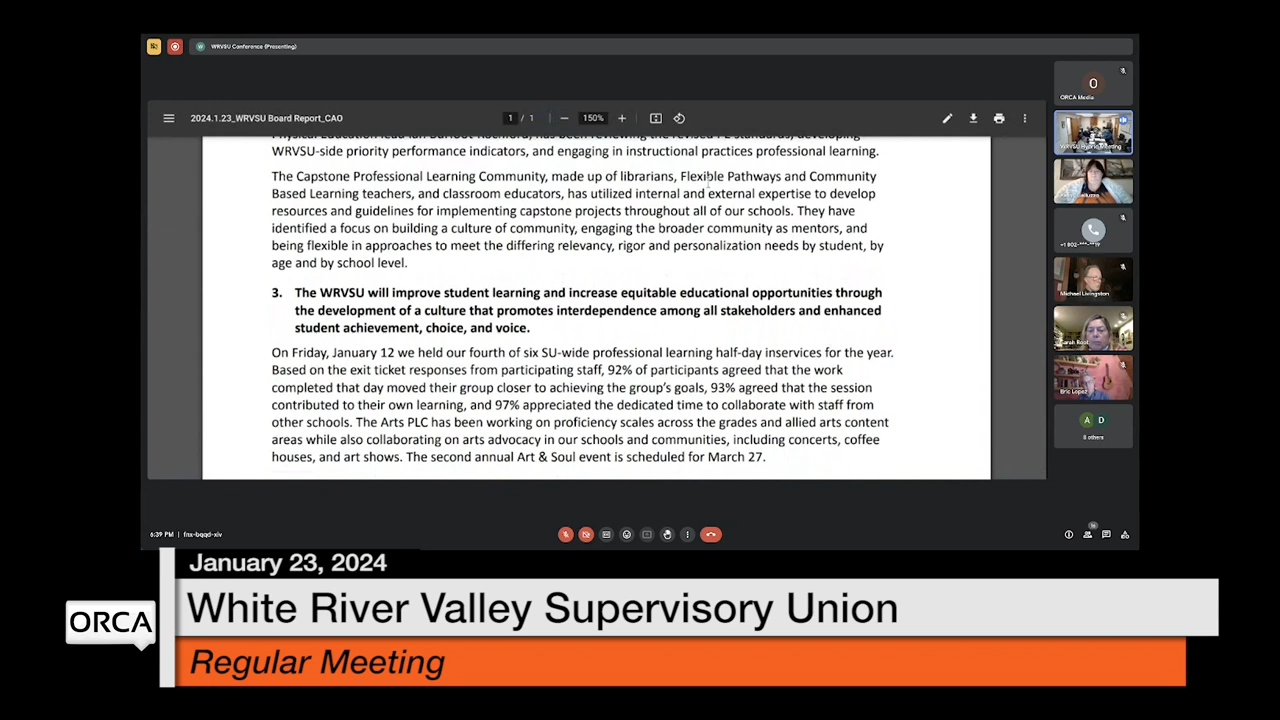 WRVSU Conference (Presenting)
2024.1.23_WRVSU Board Report_CAO
1 / 1
150%
WRVSU-side priority performance indicators, and engaging in instructional practices professional learning.
The Capstone Professional Learning Community, made up of librarians, Flexible Pathways and Community
Based Learning teachers, and classroom educators, has utilized internal and external expertise to develop
resources and guidelines for implementing capstone projects throughout all of our schools. They have
identified a focus on building a culture of community, engaging the broader community as mentors, and
being flexible in approaches to meet the differing relevancy, rigor and personalization needs by student, by
age and by school level.
3. The WRVSU will improve student learning and increase equitable educational opportunities through
the development of a culture that promotes interdependence among all stakeholders and enhanced
student achievement, choice, and voice.
On Friday, January 12 we held our fourth of six SU-wide professional learning half-day inservices for the year.
Based on the exit ticket responses from participating staff, 92% of participants agreed that the work
completed that day moved their group closer to achieving the group's goals, 93% agreed that the session
contributed to their own learning, and 97% appreciated the dedicated time to collaborate with staff from
other schools. The Arts PLC has been working on proficiency scales across the grades and allied arts content
areas while also collaborating on arts advocacy in our schools and communities, including concerts, coffee
houses, and art shows. The second annual Art & Soul event is scheduled for March 27.
O
ORCA Media
Michael Livingston
Sarah Root
Eric Lopez
A D
8 others
6:39 PM | fnx-bqqd-xiv
January 23, 2024
White River Valley Supervisory Union
ORCA
Regular Meeting